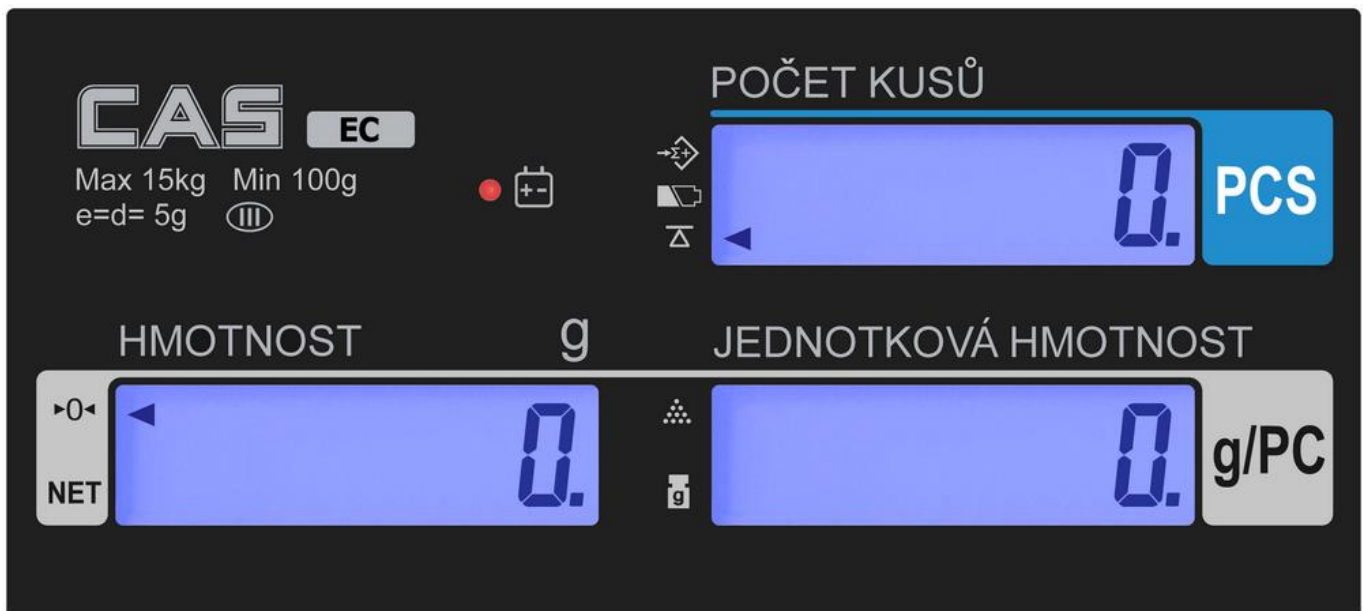 CAS EC
Max 15kg Min 100g
e=d= 5g III
POČET KUSŮ
→Σ+
0.
PCS
HMOTNOST g
►0◄
NET
0.
JEDNOTKOVÁ HMOTNOST
g
0.
g/PC